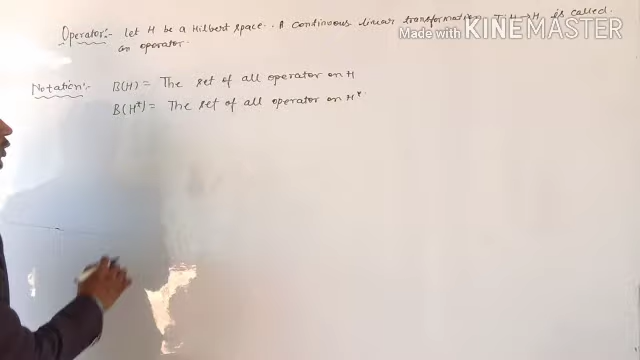 Operator:- Let H be a Hilbert space. A continuous linear transformation T: H→H is called
an operator.
Made with KINEMASTER
Notation:- B(H) = The set of all operator on H
B(H*) = The set of all operator on H*.